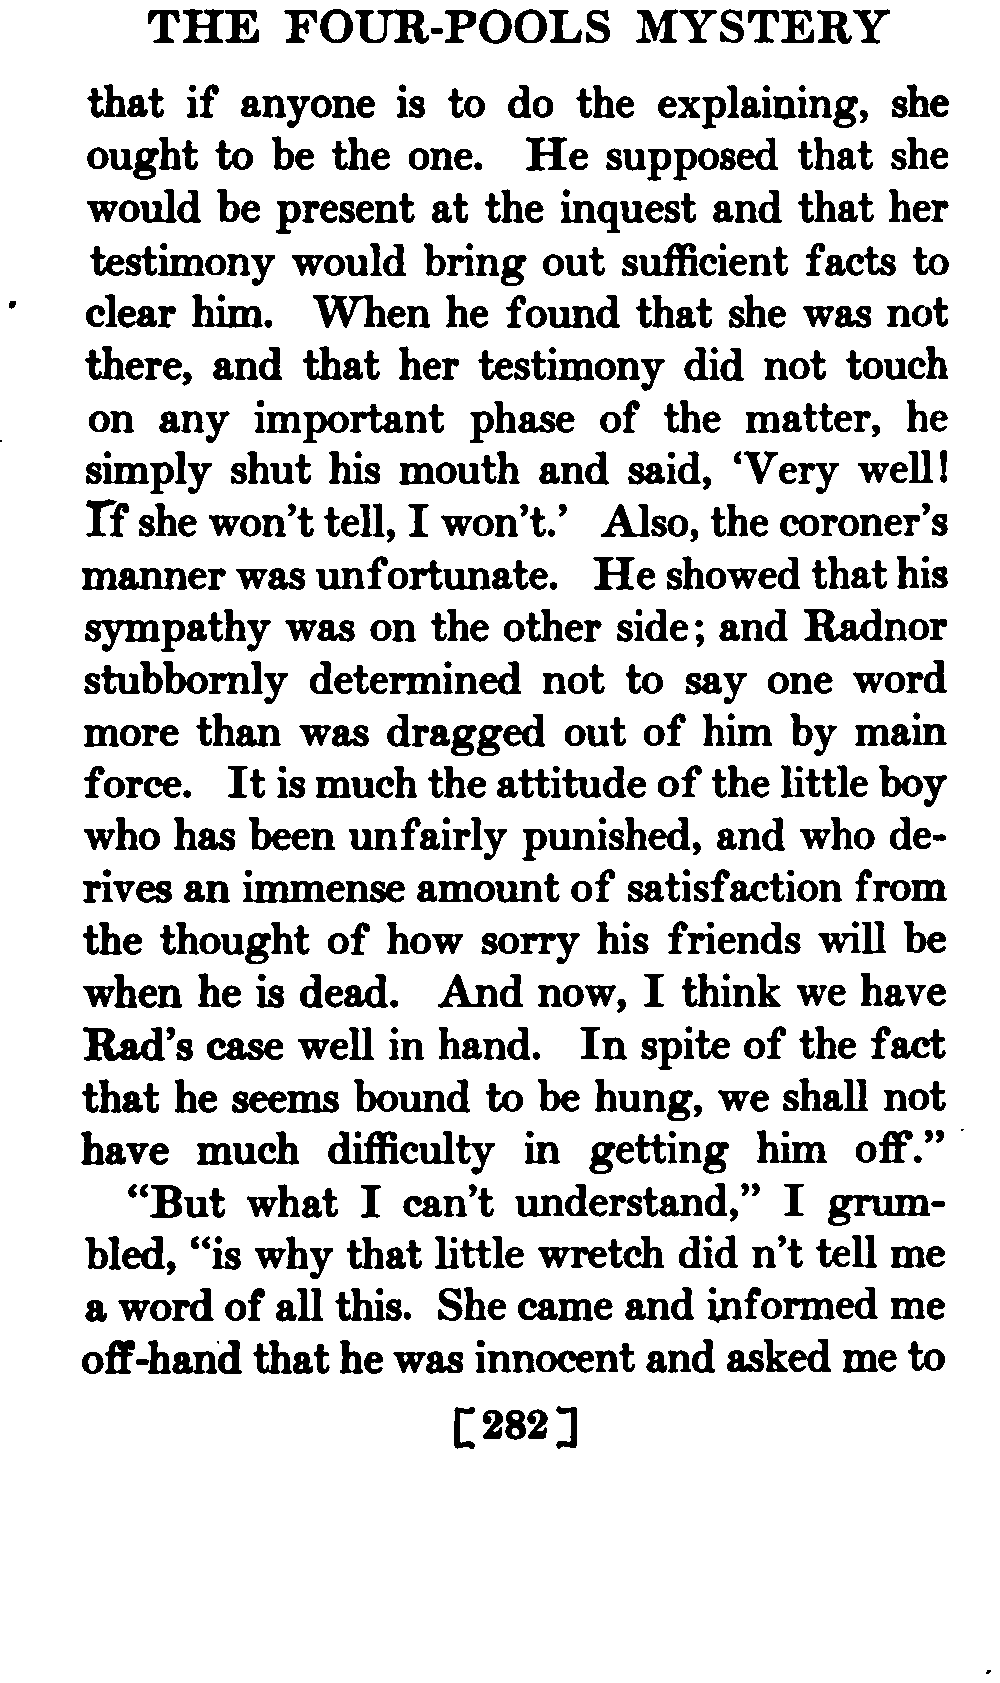 THE FOUR-POOLS MYSTERY
that if anyone is to do the explaining, she
ought to be the one. He supposed that she
would be present at the inquest and that her
testimony would bring out sufficient facts to
clear him. When he found that she was not
there, and that her testimony did not touch
on any important phase of the matter, he
simply shut his mouth and said, ‘Very well!
If she won’t tell, I won’t.’ Also, the coroner’s
manner was unfortunate. He showed that his
sympathy was on the other side; and Radnor
stubbornly determined not to say one word
more than was dragged out of him by main
force. It is much the attitude of the little boy
who has been unfairly punished, and who de-
rives an immense amount of satisfaction from
the thought of how sorry his friends will be
when he is dead. And now, I think we have
Rad’s case well in hand. In spite of the fact
that he seems bound to be hung, we shall not
have much difficulty in getting him off.”
“But what I can’t understand,” I grum-
bled, “is why that little wretch did n’t tell me
a word of all this. She came and informed me
off-hand that he was innocent and asked me to
[282]